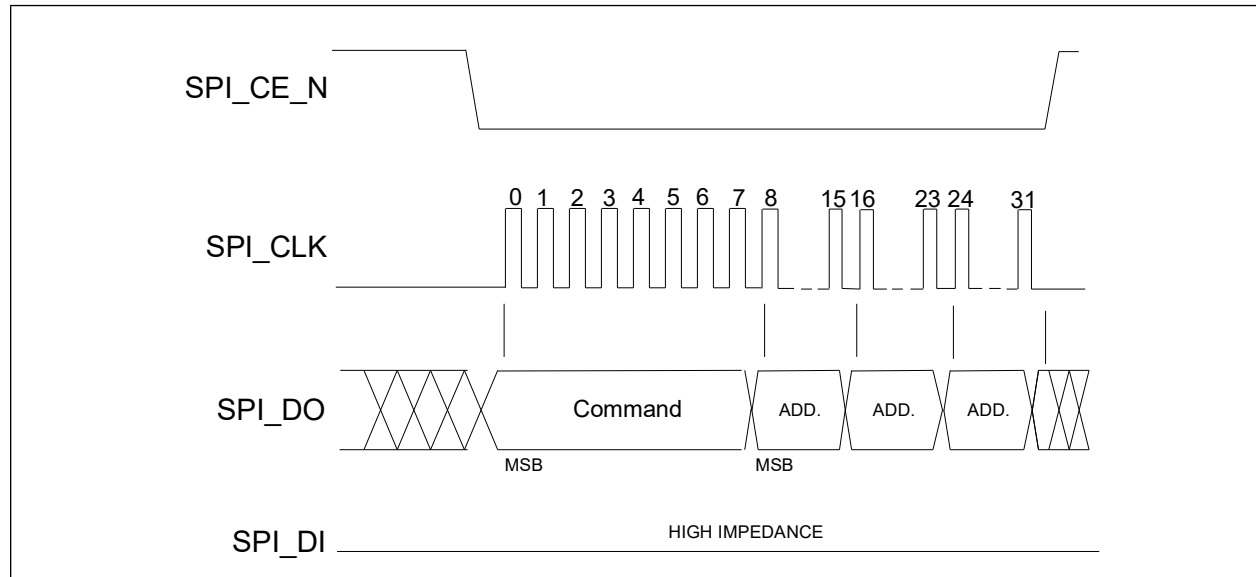 SPI_CE_N
0 1 2 3 4 5 6 7 8 15 16 23 24 31
SPI_CLK
SPI_DO
Command ADD. ADD. ADD.
MSB MSB
HIGH IMPEDANCE
SPI_DI